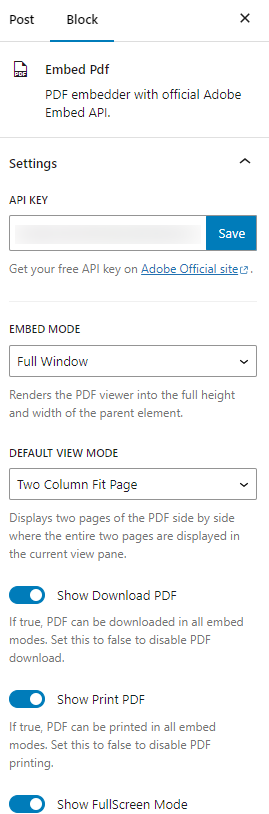 Post Block
Embed Pdf
PDF embedder with official Adobe
Embed API.
Settings
API KEY
Save
Get your free API key on Adobe Official site.
EMBED MODE
Full Window
Renders the PDF viewer into the full height
and width of the parent element.
DEFAULT VIEW MODE
Two Column Fit Page
Displays two pages of the PDF side by side
where the entire two pages are displayed in
the current view pane.
Show Download PDF
If true, PDF can be downloaded in all embed
modes. Set this to false to disable PDF
download.
Show Print PDF
If true, PDF can be printed in all embed
modes. Set this to false to disable PDF
printing.
Show FullScreen Mode